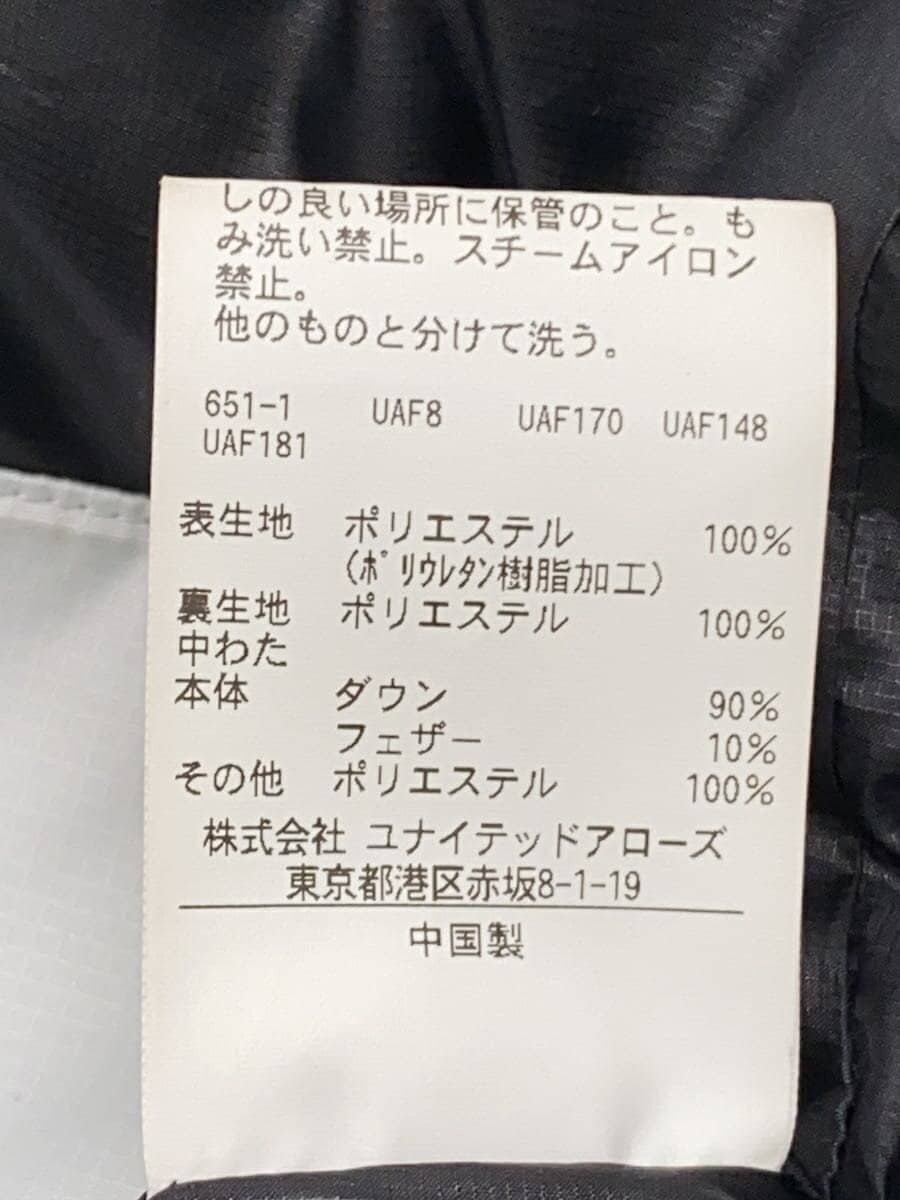 しの良い場所に保管のこと。も
み洗い禁止。スチームアイロン
禁止。
他のものと分けて洗う。
651-1 UAF8 UAF170 UAF148
UAF181
表生地 ポリエステル 100%
(ﾎﾟﾘｳﾚﾀﾝ樹脂加工)
裏生地 ポリエステル 100%
中わた
本体 ダウン 90%
フェザー 10%
その他 ポリエステル 100%
株式会社 ユナイテッドアローズ
東京都港区赤坂8-1-19
中国製